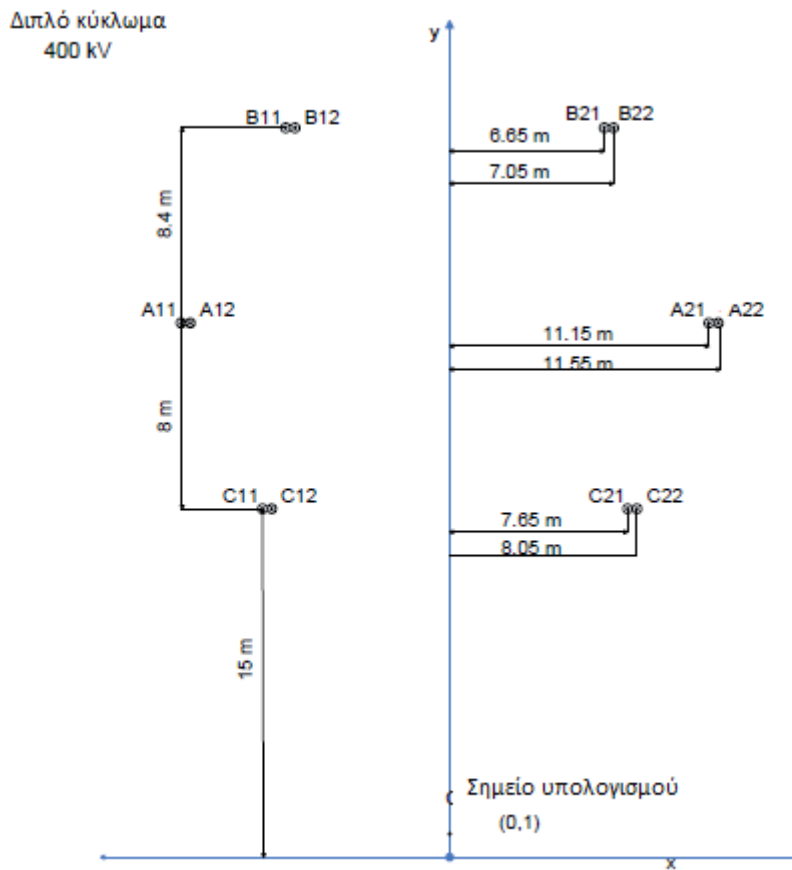 Διπλό κύκλωμα
400 kV
y
B11 B12
B21 B22
6.65 m
7.05 m
8.4 m
A11 A12
A21 A22
11.15 m
11.55 m
8 m
C11 C12
C21 C22
7.65 m
8.05 m
15 m
Σημείο υπολογισμού
(0,1)
x